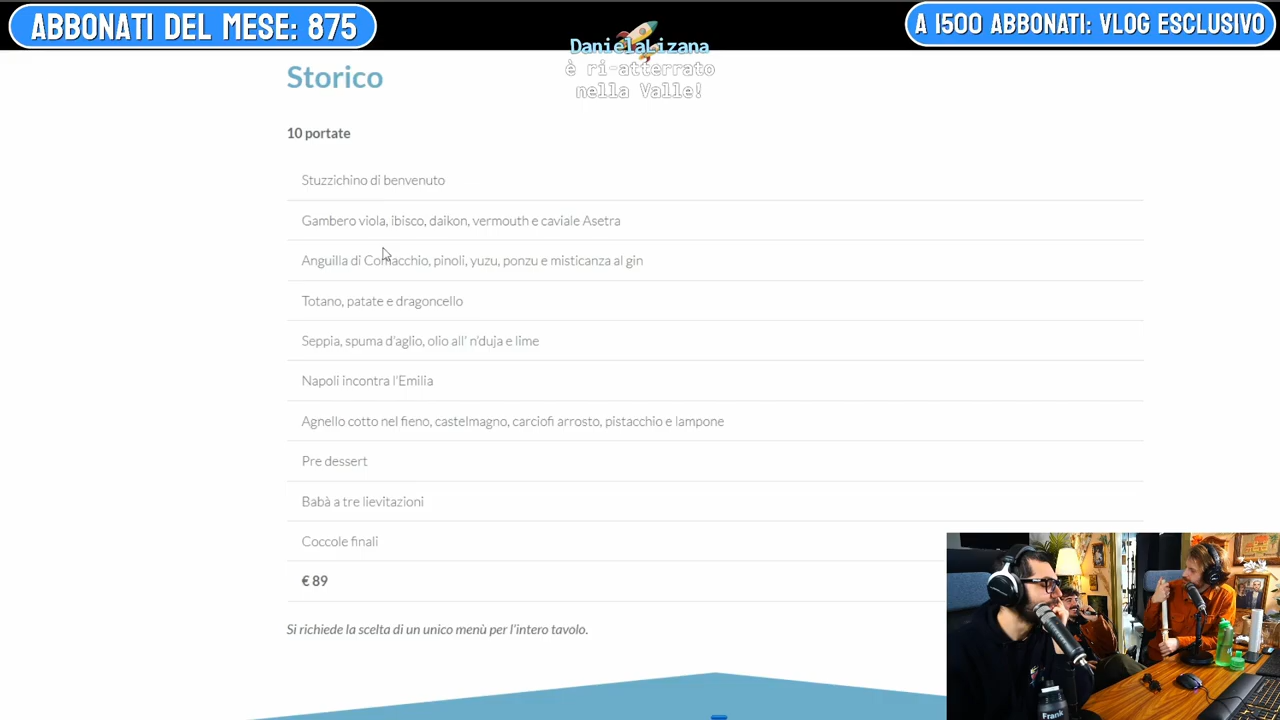 ABBONATI DEL MESE: 875
A 1500 ABBONATI: VLOG ESCLUSIVO
DanielaLizana
è ri-atterrato
nella Valle!
Storico
10 portate
Stuzzichino di benvenuto
Gambero viola, ibisco, daikon, vermouth e caviale Asetra
Anguilla di Comacchio, pinoli, yuzu, ponzu e misticanza al gin
Totano, patate e dragoncello
Seppia, spuma d'aglio, olio all' n'duja e lime
Napoli incontra l'Emilia
Agnello cotto nel fieno, castelmagno, carciofi arrosto, pistacchio e lampone
Pre dessert
Babà a tre lievitazioni
Coccole finali
€ 89
Si richiede la scelta di un unico menù per l'intero tavolo.
Frank